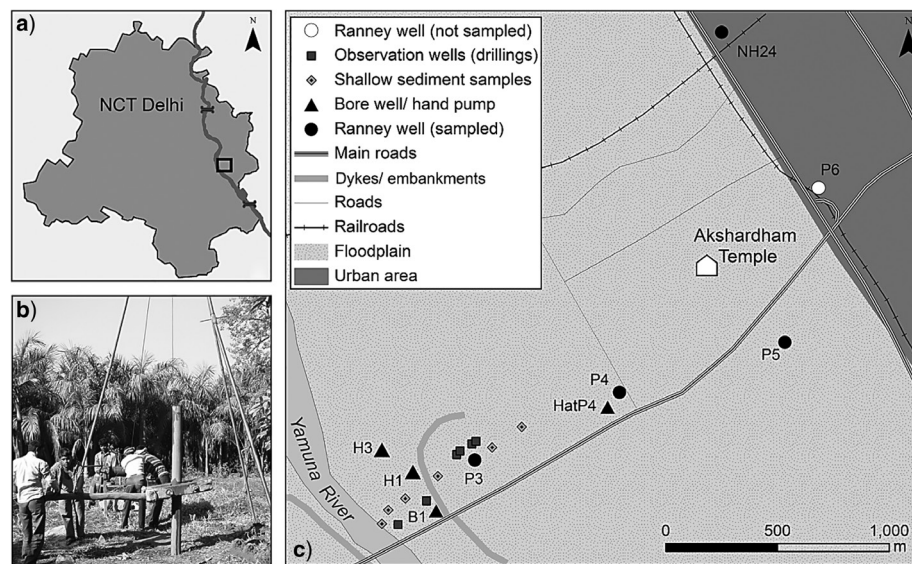 a)
N
NCT Delhi
b)
Ranney well (not sampled)
Observation wells (drillings)
Shallow sediment samples
Bore well/ hand pump
Ranney well (sampled)
Main roads
Dykes/ embankments
Roads
Railroads
Floodplain
Urban area
N
NH24
P6
Akshardham
Temple
P5
P4
HatP4
H3
P3
H1
B1
Yamuna River
c)
0 500 1,000
m